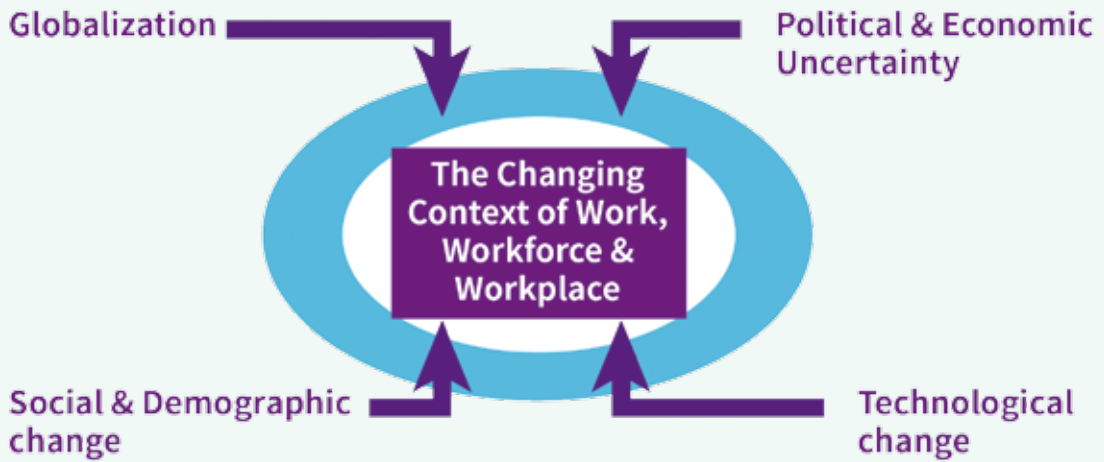 Globalization
Political & Economic
Uncertainty
The Changing
Context of Work,
Workforce &
Workplace
Social & Demographic
change
Technological
change